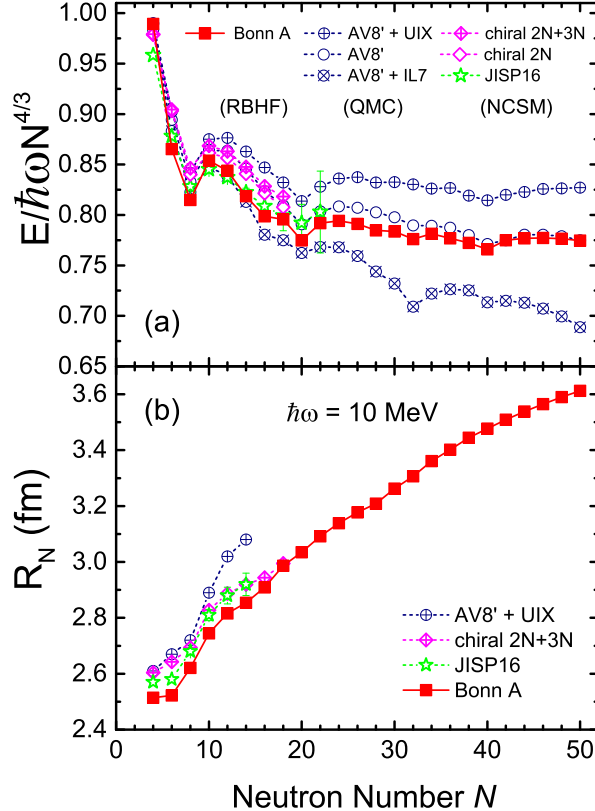 1.00
0.95
0.90
0.85
0.80
0.75
0.70
0.65
E/ℏωN^4/3
Bonn A
AV8' + UIX
AV8'
AV8' + IL7
chiral 2N+3N
chiral 2N
JISP16
(RBHF)
(QMC)
(NCSM)
(a)
3.6
3.4
3.2
3.0
2.8
2.6
2.4
R_N (fm)
(b)
ℏω = 10 MeV
AV8' + UIX
chiral 2N+3N
JISP16
Bonn A
0 10 20 30 40 50
Neutron Number N